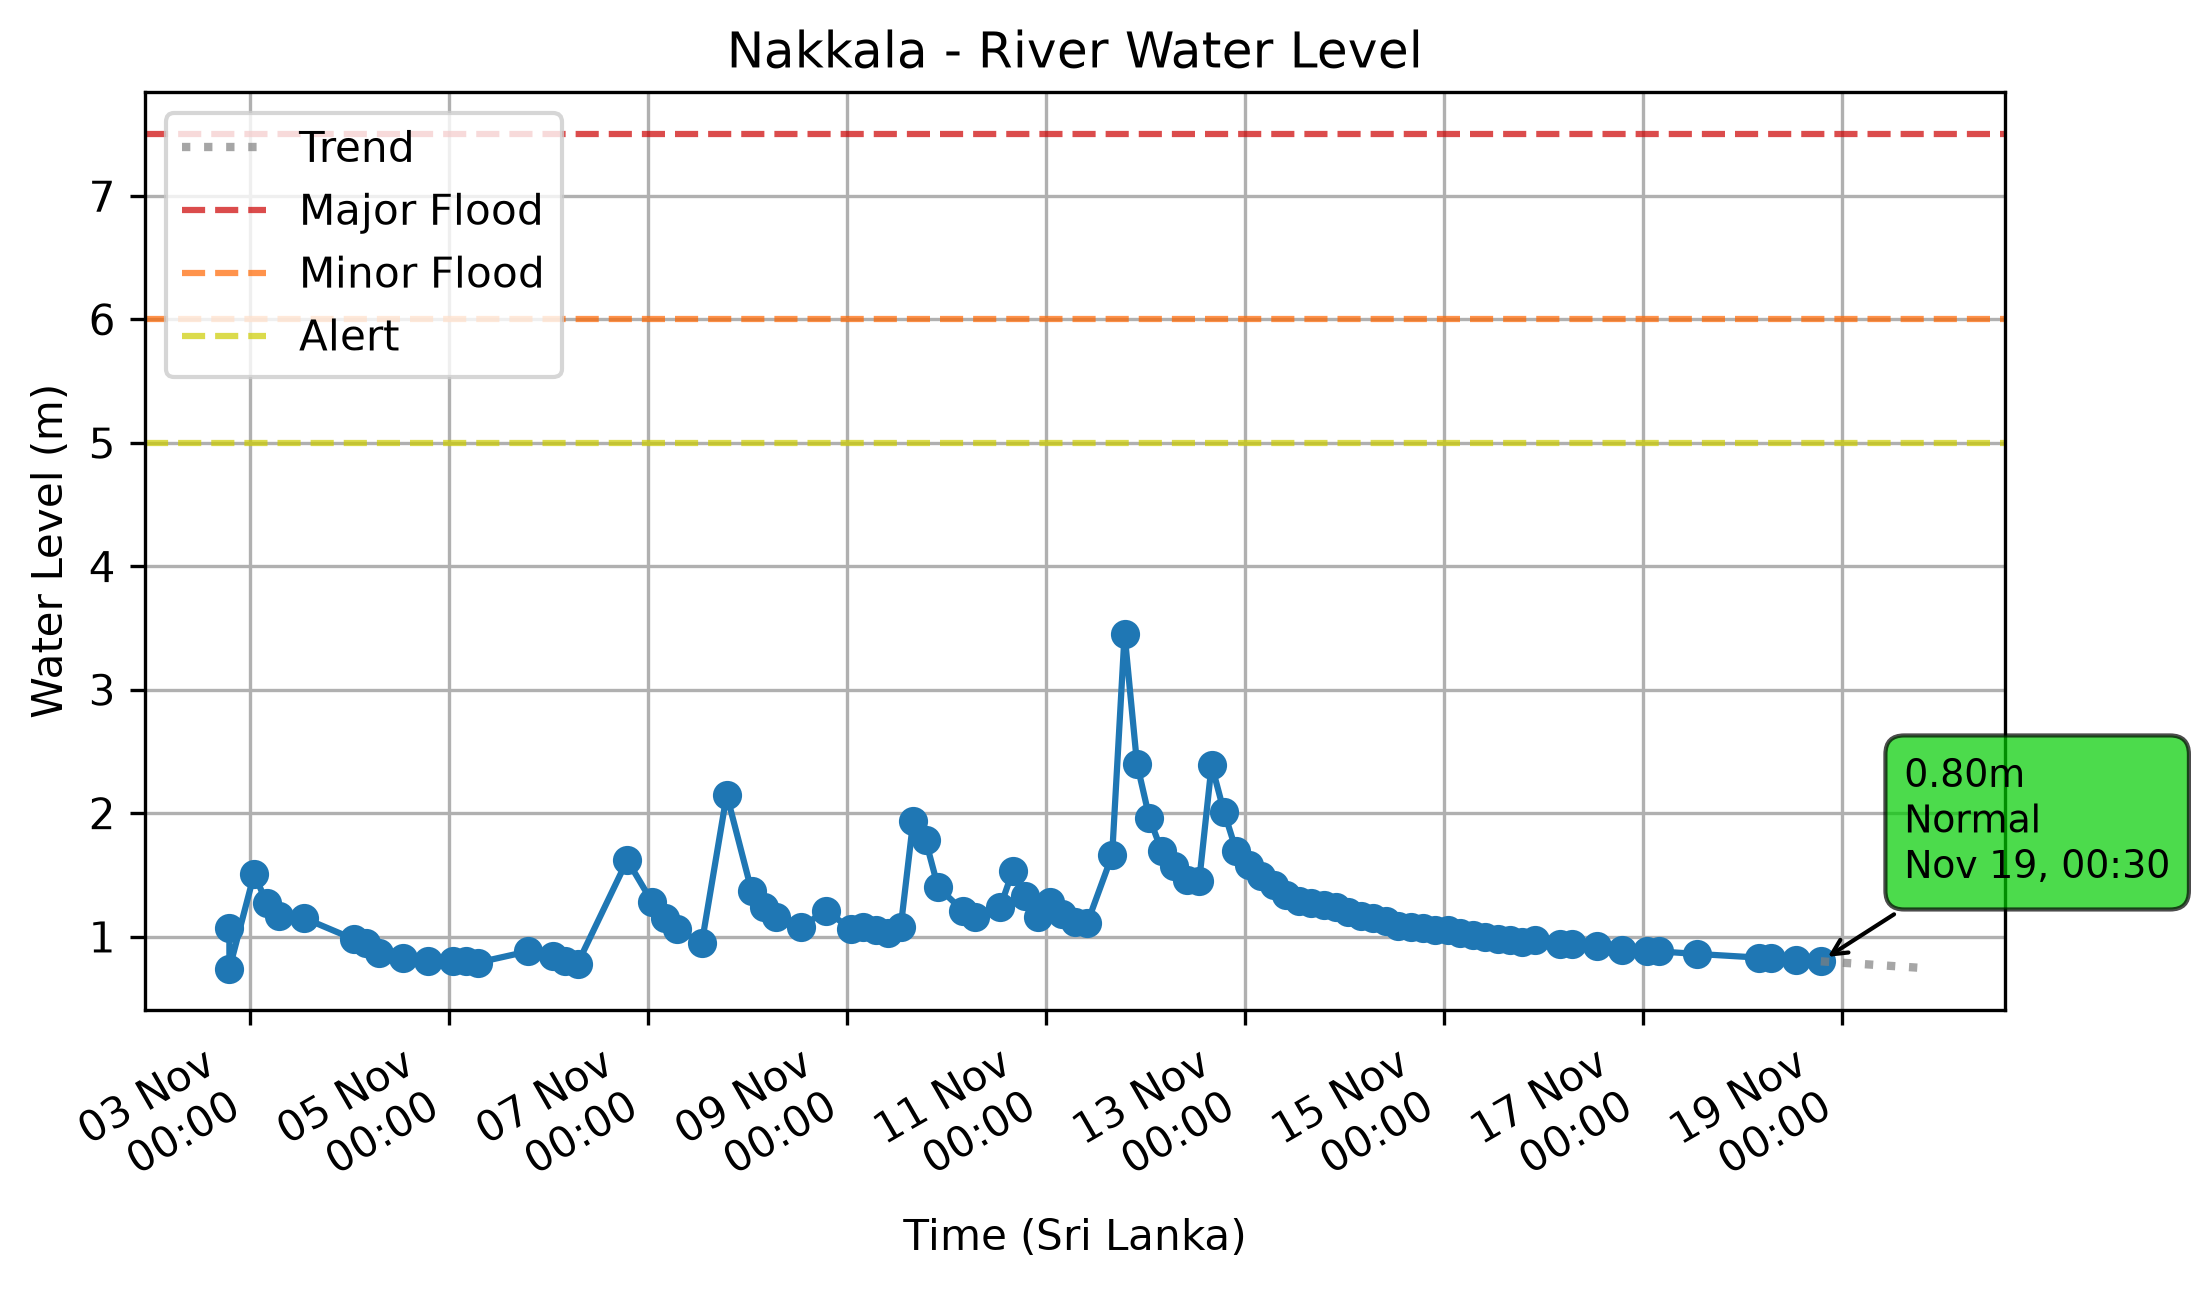 Nakkala - River Water Level
Trend
Major Flood
Minor Flood
Alert
7
6
5
4
3
2
1
Water Level (m)
0.80m
Normal
Nov 19, 00:30
03 Nov
00:00
05 Nov
00:00
07 Nov
00:00
09 Nov
00:00
11 Nov
00:00
13 Nov
00:00
15 Nov
00:00
17 Nov
00:00
19 Nov
00:00
Time (Sri Lanka)